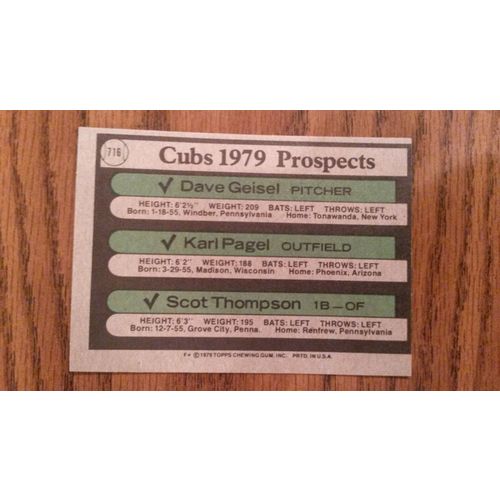 716
Cubs 1979 Prospects
✓ Dave Geisel PITCHER
HEIGHT: 6'2½" WEIGHT: 209 BATS: LEFT THROWS: LEFT
Born: 1-18-55, Windber, Pennsylvania Home: Tonawanda, New York
✓ Karl Pagel OUTFIELD
HEIGHT: 6'2" WEIGHT: 188 BATS: LEFT THROWS: LEFT
Born: 3-29-55, Madison, Wisconsin Home: Phoenix, Arizona
✓ Scot Thompson 1B—OF
HEIGHT: 6'3" WEIGHT: 195 BATS: LEFT THROWS: LEFT
Born: 12-7-55, Grove City, Penna. Home: Renfrew, Pennsylvania
F* © 1979 TOPPS CHEWING GUM, INC. PRTD. IN U.S.A.